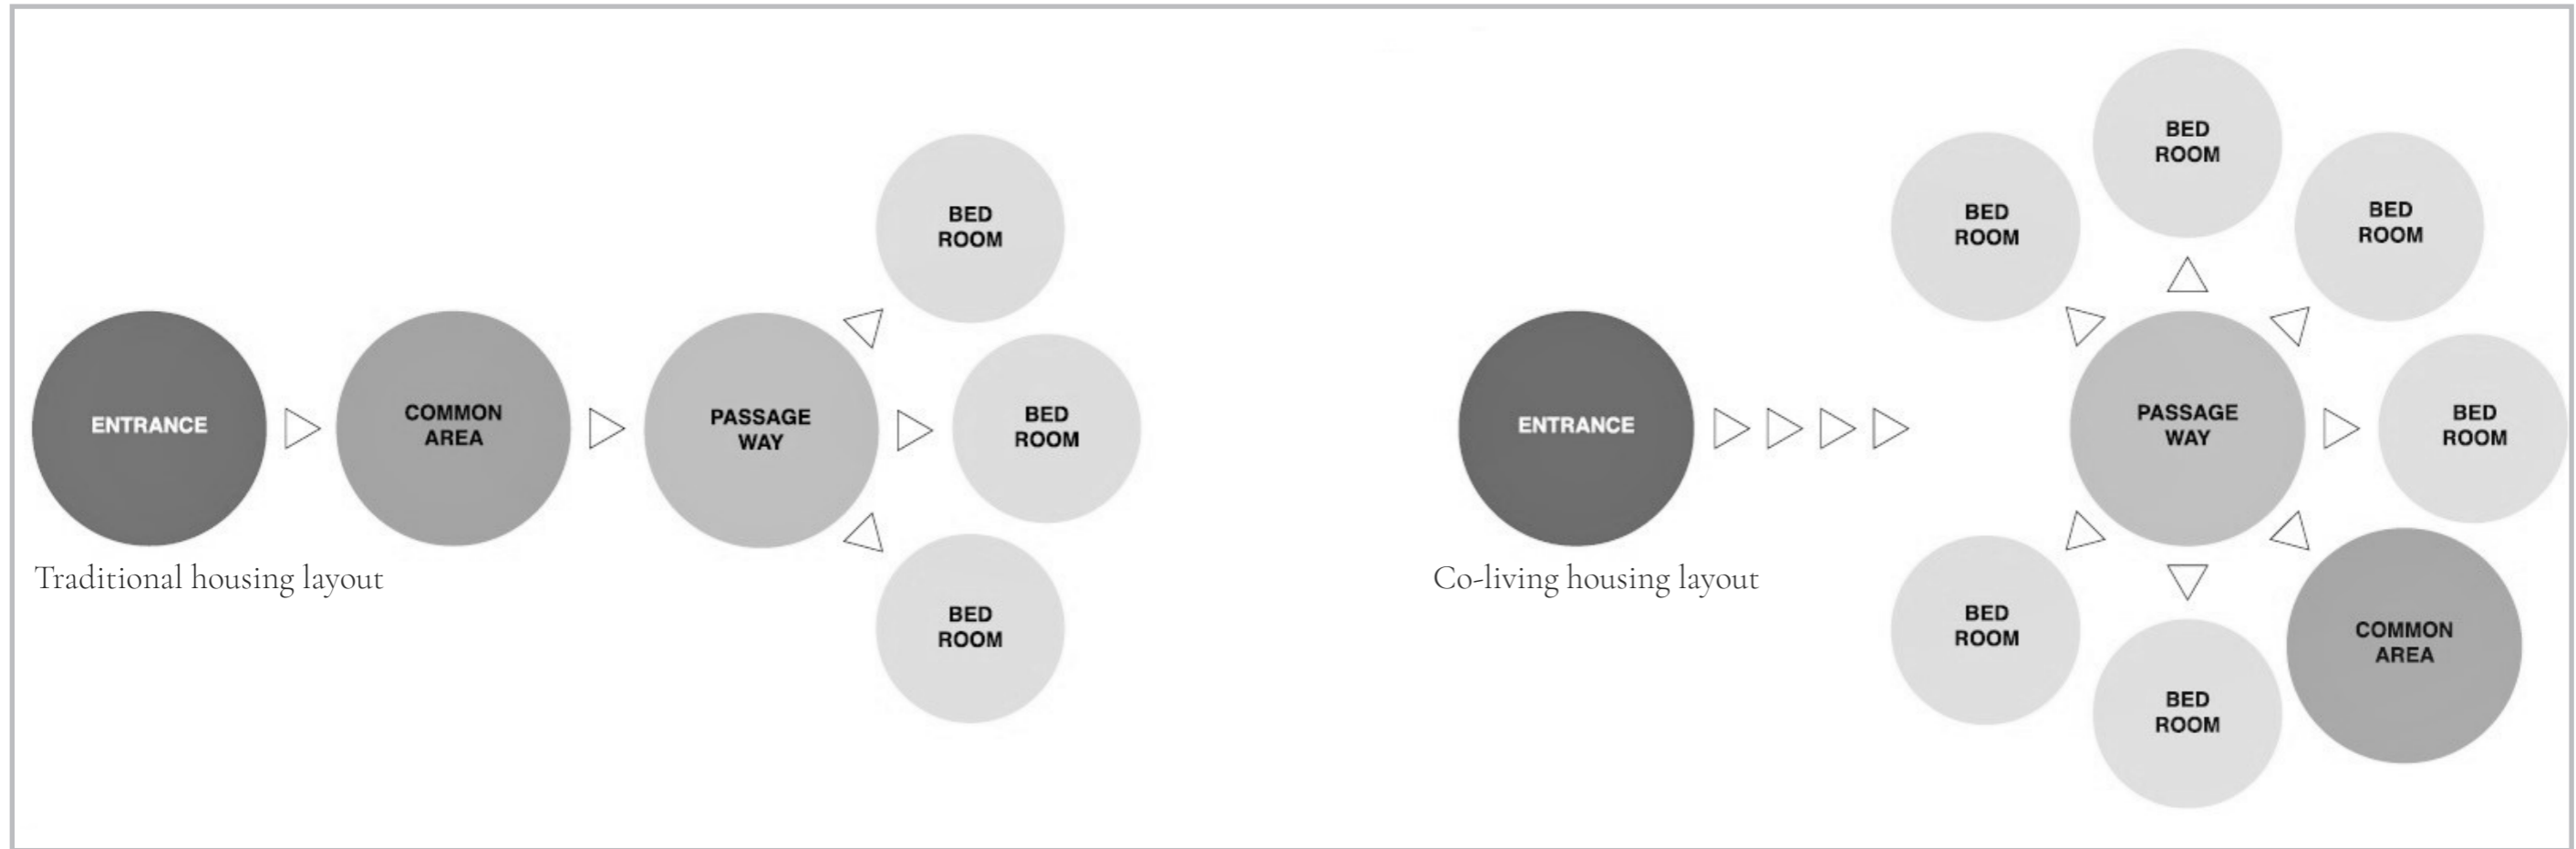 ENTRANCE
COMMON
AREA
PASSAGE
WAY
BED
ROOM
BED
ROOM
BED
ROOM
Traditional housing layout
ENTRANCE
BED
ROOM
BED
ROOM
BED
ROOM
PASSAGE
WAY
BED
ROOM
BED
ROOM
BED
ROOM
COMMON
AREA
Co-living housing layout